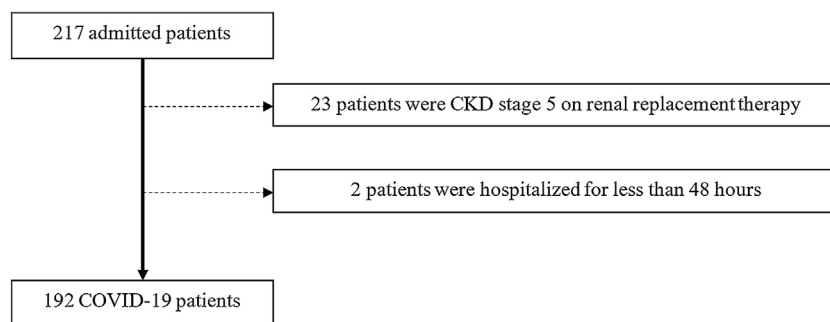 217 admitted patients
23 patients were CKD stage 5 on renal replacement therapy
2 patients were hospitalized for less than 48 hours
192 COVID-19 patients